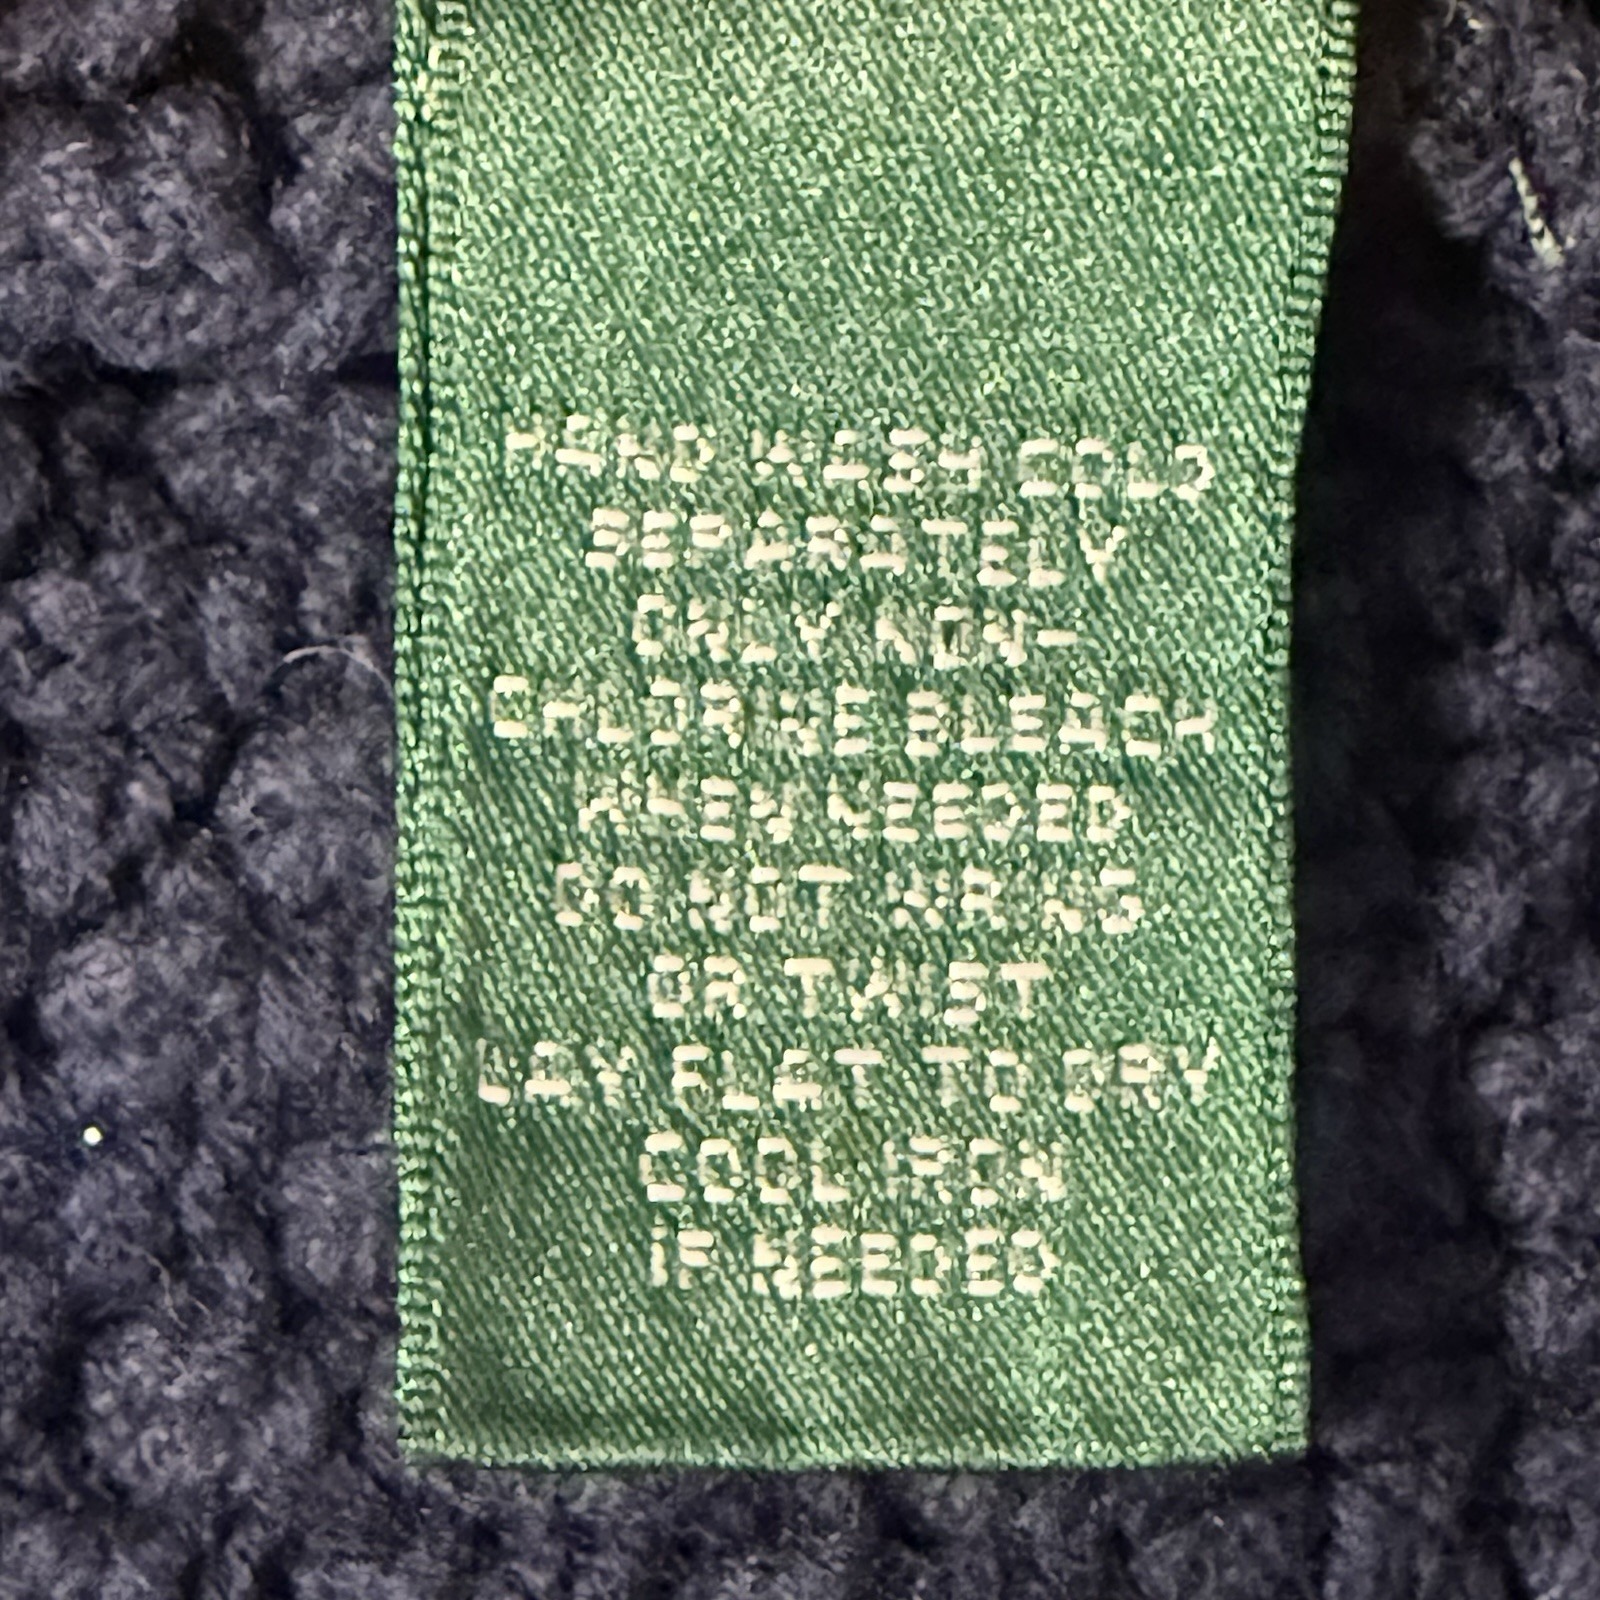 HAND WASH COLD
SEPARATELY
ONLY NON-
CHLORINE BLEACH
WHEN NEEDED
DO NOT WRING
OR TWIST
LAY FLAT TO DRY
COOL IRON
IF NEEDED